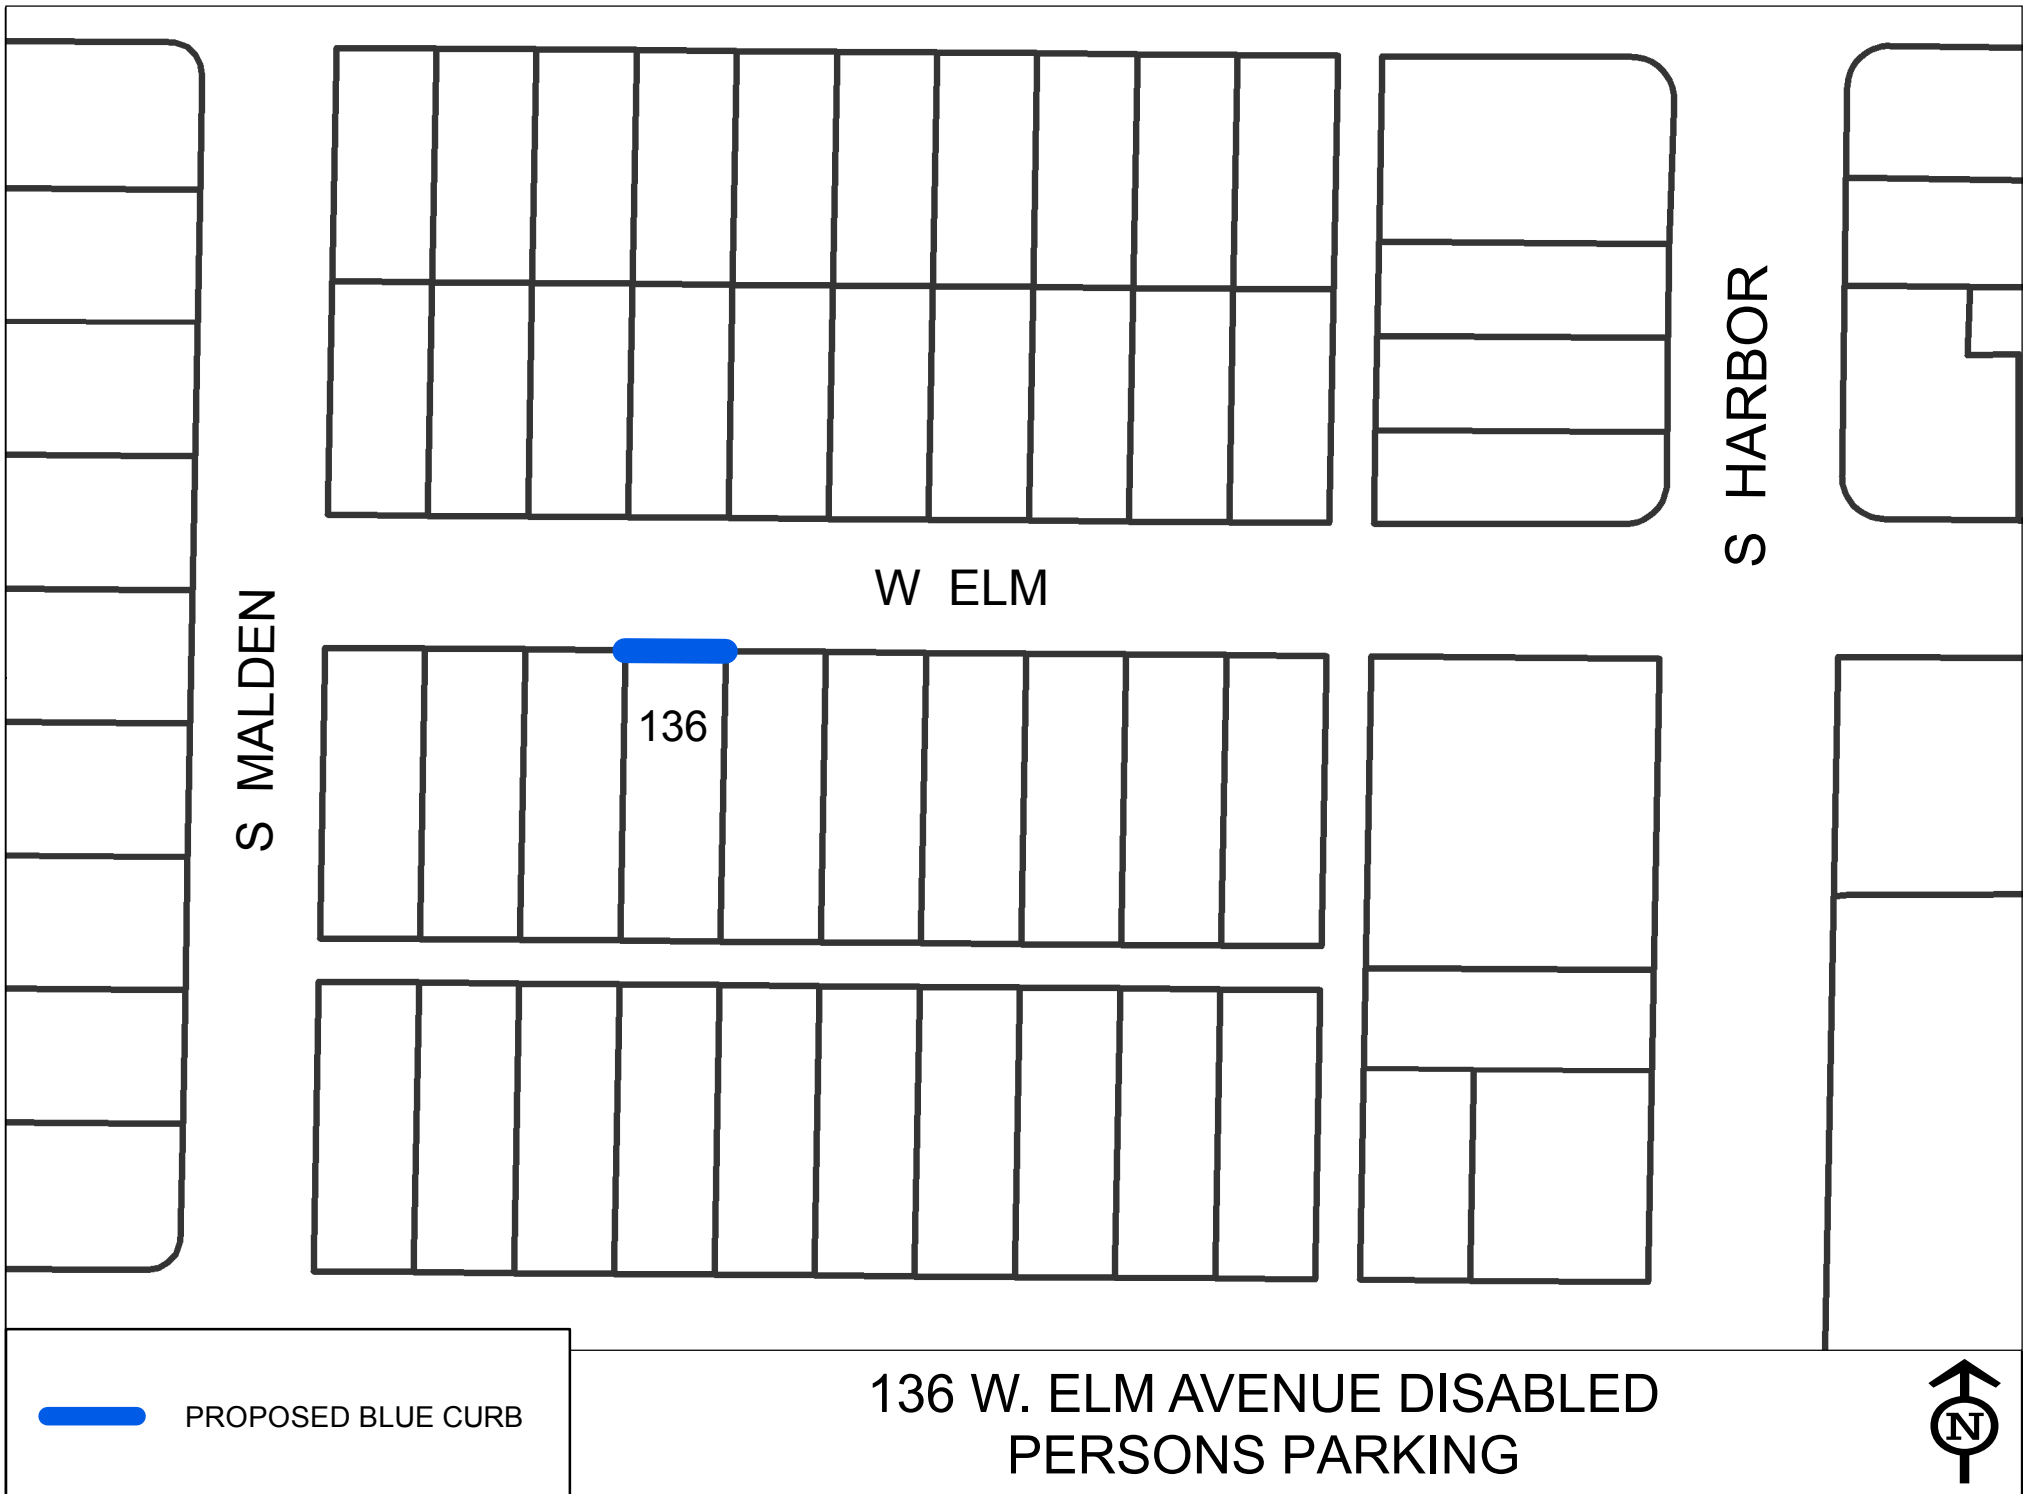 S HARBOR
W ELM
S MALDEN
136
PROPOSED BLUE CURB
136 W. ELM AVENUE DISABLED
PERSONS PARKING
N